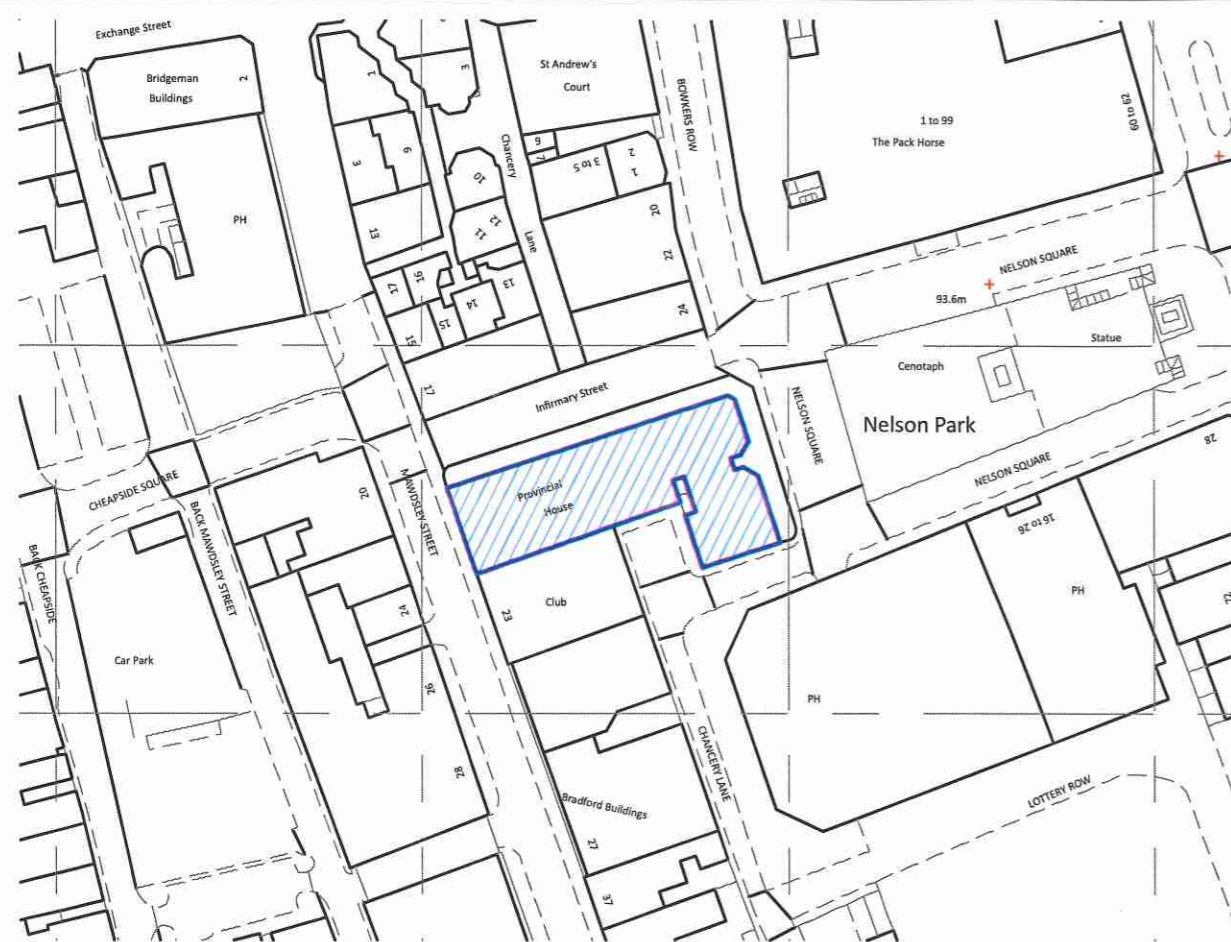 Exchange Street
Bridgeman
Buildings
2
1
3
St Andrew's
Court
BOWKERS ROW
1 to 99
The Pack Horse
60 to 62
3
9
Chancery
6
7
3 to 5
2
1
PH
10
20
13
11
12
Lane
22
NELSON SQUARE
17
16
13
14
93.6m
15
15
24
Statue
Cenotaph
17
Infirmary Street
NELSON SQUARE
Nelson Park
28
CHEAPSIDE SQUARE
20
MAWDSLEY STREET
Provincial
House
NELSON SQUARE
BACK MAWDSLEY STREET
16 to 26
BACK CHEAPSIDE
24
23
Club
PH
Car Park
26
PH
28
CHANCERY LANE
Bradford Buildings
LOTTERY ROW
27
37